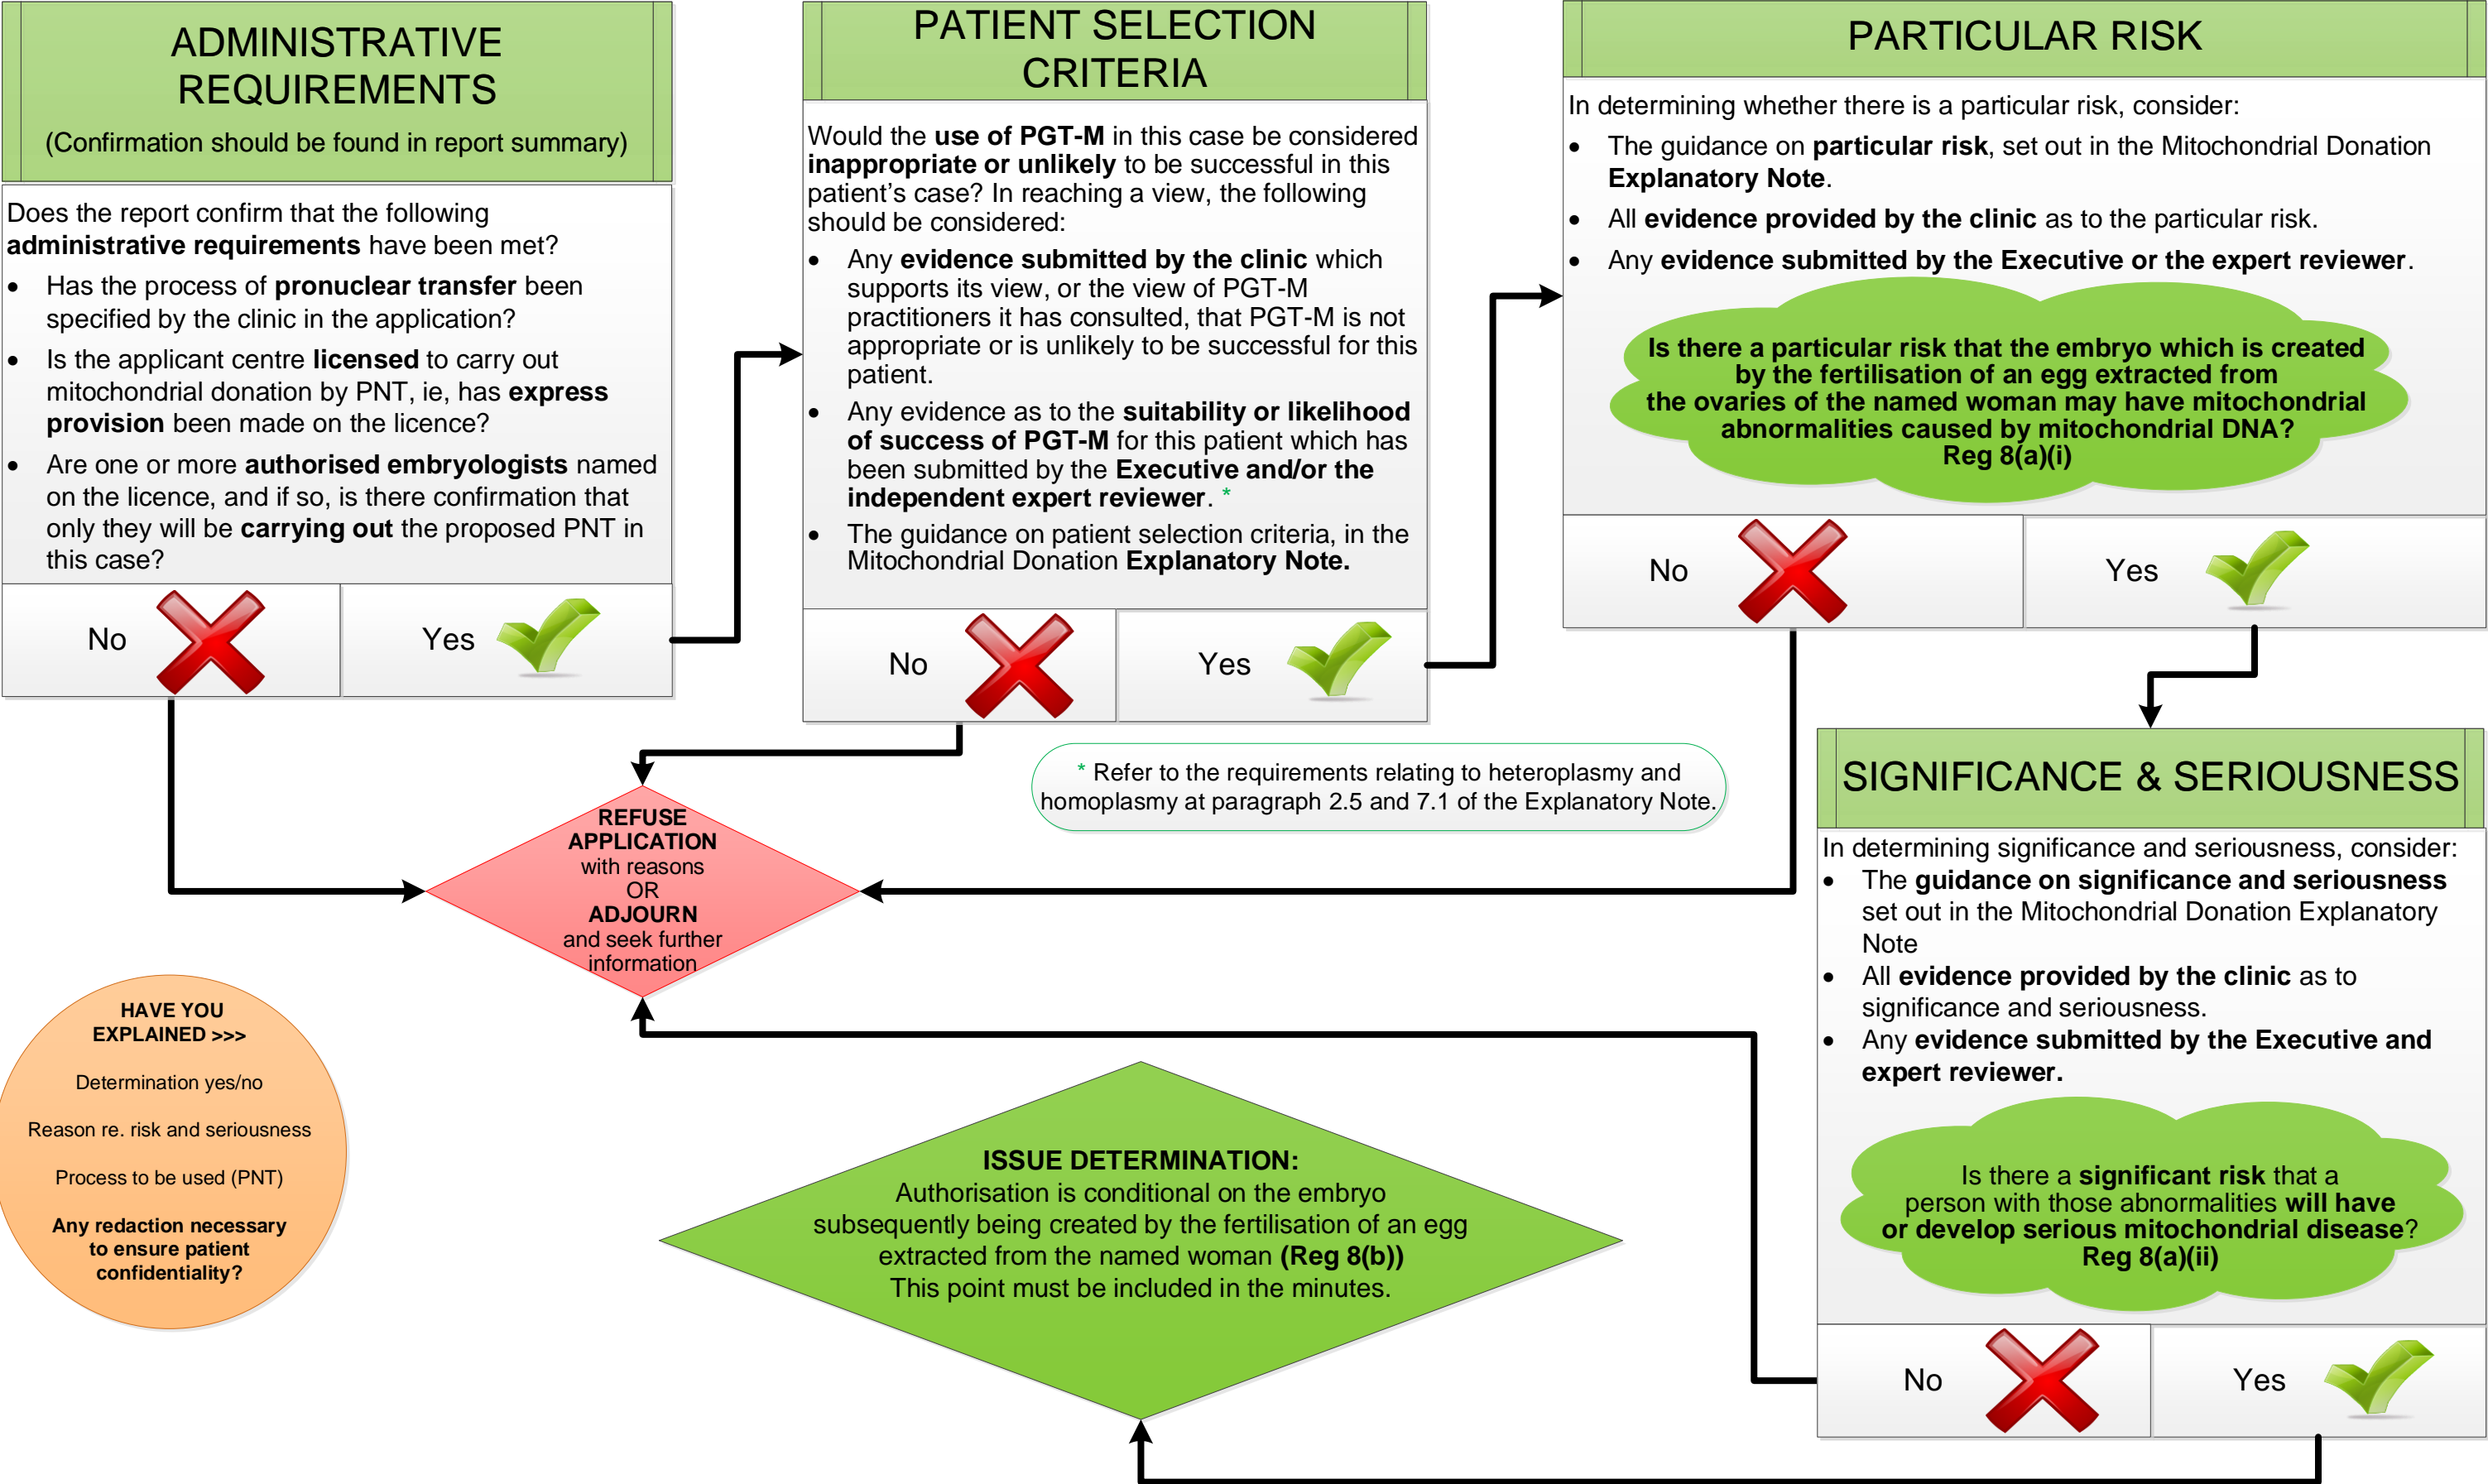 ADMINISTRATIVE
REQUIREMENTS
(Confirmation should be found in report summary)
Does the report confirm that the following
administrative requirements have been met?
• Has the process of pronuclear transfer been
specified by the clinic in the application?
• Is the applicant centre licensed to carry out
mitochondrial donation by PNT, ie, has express
provision been made on the licence?
• Are one or more authorised embryologists named
on the licence, and if so, is there confirmation that
only they will be carrying out the proposed PNT in
this case?
No
Yes
PATIENT SELECTION
CRITERIA
Would the use of PGT-M in this case be considered
inappropriate or unlikely to be successful in this
patient's case? In reaching a view, the following
should be considered:
• Any evidence submitted by the clinic which
supports its view, or the view of PGT-M
practitioners it has consulted, that PGT-M is not
appropriate or is unlikely to be successful for this
patient.
• Any evidence as to the suitability or likelihood
of success of PGT-M for this patient which has
been submitted by the Executive and/or the
independent expert reviewer. *
• The guidance on patient selection criteria, in the
Mitochondrial Donation Explanatory Note.
No
Yes
PARTICULAR RISK
In determining whether there is a particular risk, consider:
• The guidance on particular risk, set out in the Mitochondrial Donation
Explanatory Note.
• All evidence provided by the clinic as to the particular risk.
• Any evidence submitted by the Executive or the expert reviewer.
Is there a particular risk that the embryo which is created
by the fertilisation of an egg extracted from
the ovaries of the named woman may have mitochondrial
abnormalities caused by mitochondrial DNA?
Reg 8(a)(i)
No
Yes
* Refer to the requirements relating to heteroplasmy and
homoplasmy at paragraph 2.5 and 7.1 of the Explanatory Note.
REFUSE
APPLICATION
with reasons
OR
ADJOURN
and seek further
information
SIGNIFICANCE & SERIOUSNESS
In determining significance and seriousness, consider:
• The guidance on significance and seriousness
set out in the Mitochondrial Donation Explanatory
Note
• All evidence provided by the clinic as to
significance and seriousness.
• Any evidence submitted by the Executive and
expert reviewer.
Is there a significant risk that a
person with those abnormalities will have
or develop serious mitochondrial disease?
Reg 8(a)(ii)
No
Yes
HAVE YOU
EXPLAINED >>>
Determination yes/no
Reason re. risk and seriousness
Process to be used (PNT)
Any redaction necessary
to ensure patient
confidentiality?
ISSUE DETERMINATION:
Authorisation is conditional on the embryo
subsequently being created by the fertilisation of an egg
extracted from the named woman (Reg 8(b))
This point must be included in the minutes.